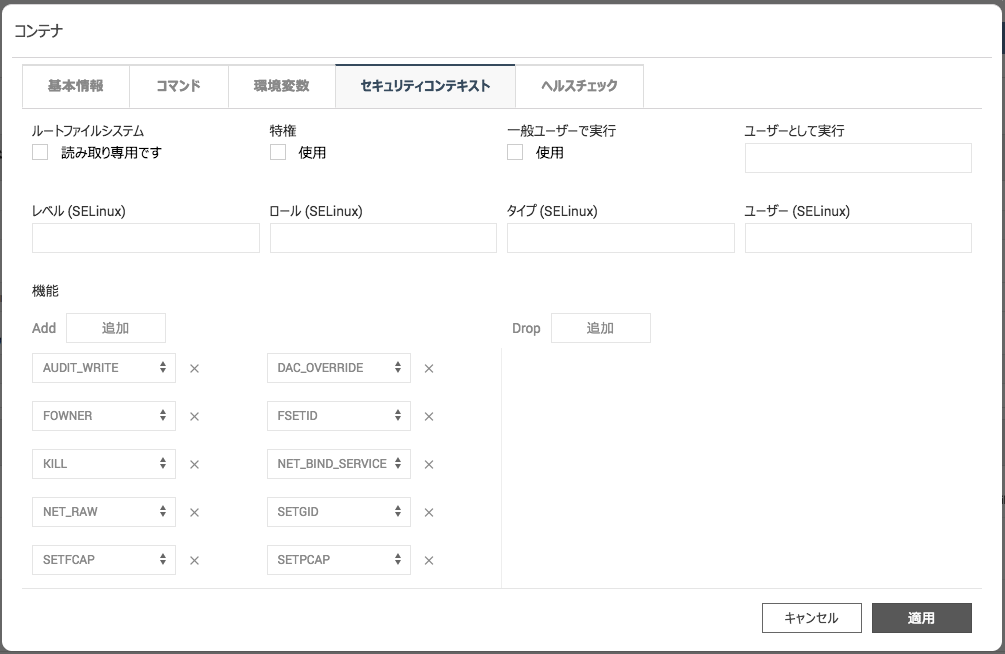 コンテナ
基本情報 コマンド 環境変数 セキュリティコンテキスト ヘルスチェック
ルートファイルシステム 特権 一般ユーザーで実行 ユーザーとして実行
読み取り専用です 使用 使用
レベル (SELinux) ロール (SELinux) タイプ (SELinux) ユーザー (SELinux)
機能
Add 追加 Drop 追加
AUDIT_WRITE × DAC_OVERRIDE ×
FOWNER × FSETID ×
KILL × NET_BIND_SERVICE ×
NET_RAW × SETGID ×
SETFCAP × SETPCAP ×
キャンセル 適用